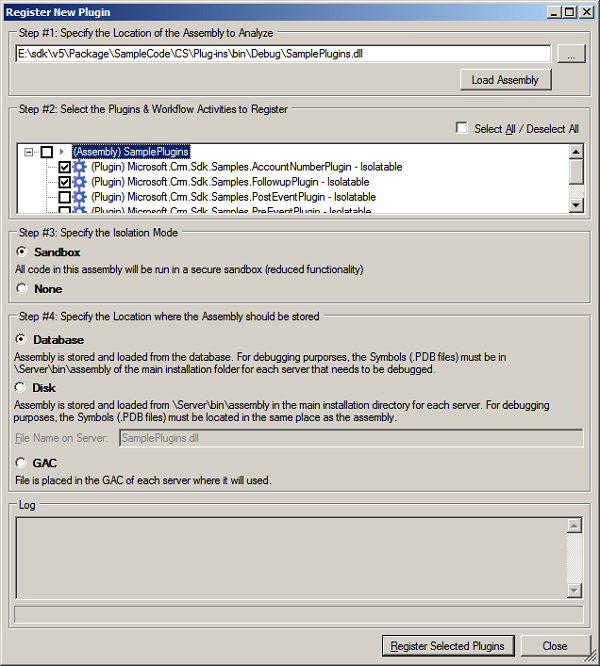 Register New Plugin
Step #1: Specify the Location of the Assembly to Analyze
E:\sdk\v5\Package\SampleCode\CS\Plug-ins\bin\Debug\SamplePlugins.dll
...
Load Assembly
Step #2: Select the Plugins & Workflow Activities to Register
Select All / Deselect All
(Assembly) SamplePlugins
(Plugin) Microsoft.Crm.Sdk.Samples.AccountNumberPlugin - Isolatable
(Plugin) Microsoft.Crm.Sdk.Samples.FollowupPlugin - Isolatable
(Plugin) Microsoft.Crm.Sdk.Samples.PostEventPlugin - Isolatable
(Plugin) Microsoft.Crm.Sdk.Samples.PreEventPlugin - Isolatable
Step #3: Specify the Isolation Mode
Sandbox
All code in this assembly will be run in a secure sandbox (reduced functionality)
None
Step #4: Specify the Location where the Assembly should be stored
Database
Assembly is stored and loaded from the database. For debugging purporses, the Symbols (.PDB files) must be in
\Server\bin\assembly of the main installation folder for each server that needs to be debugged.
Disk
Assembly is stored and loaded from \Server\bin\assembly in the main installation directory for each server. For debugging
purposes, the Symbols (.PDB files) must be located in the same place as the assembly.
File Name on Server: SamplePlugins.dll
GAC
File is placed in the GAC of each server where it will used.
Log
Register Selected Plugins Close